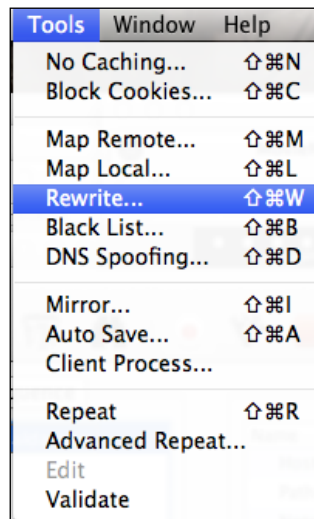 Tools Window Help
No Caching... ⇧⌘N
Block Cookies... ⇧⌘C
Map Remote... ⇧⌘M
Map Local... ⇧⌘L
Rewrite... ⇧⌘W
Black List... ⇧⌘B
DNS Spoofing... ⇧⌘D
Mirror... ⇧⌘I
Auto Save... ⇧⌘A
Client Process...
Repeat ⇧⌘R
Advanced Repeat...
Edit
Validate